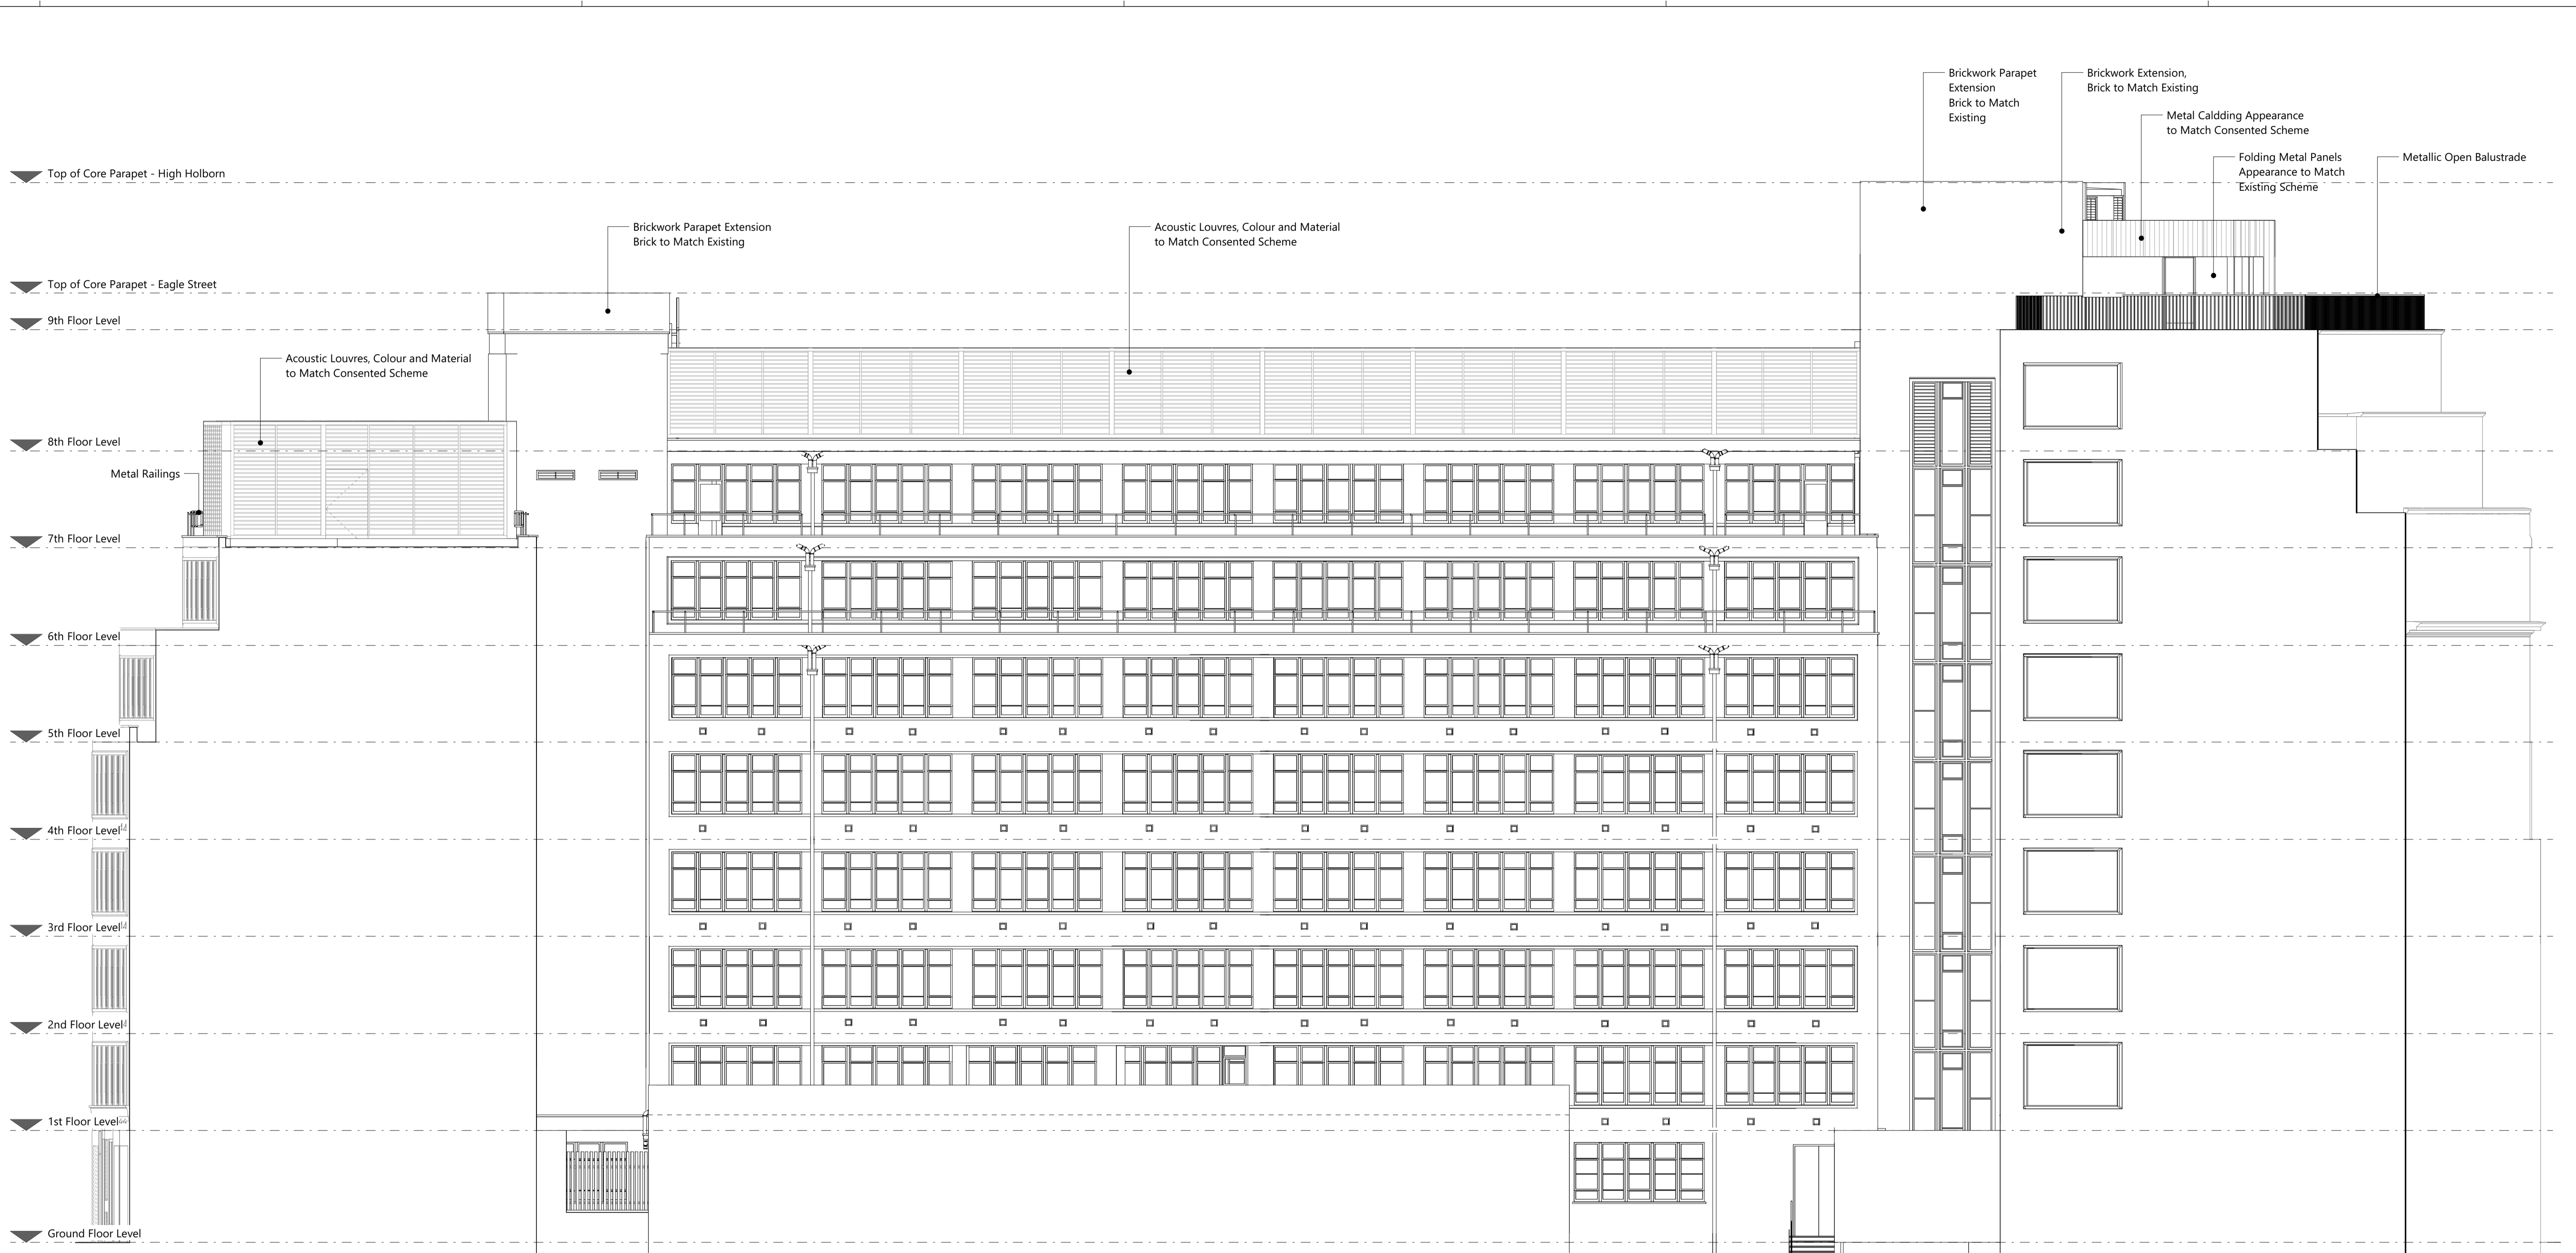 Brickwork Parapet
Extension
Brick to Match
Existing
Brickwork Extension,
Brick to Match Existing
Metal Caldding Appearance
to Match Consented Scheme
Folding Metal Panels
Appearance to Match
Existing Scheme
Metallic Open Balustrade
Top of Core Parapet - High Holborn
Brickwork Parapet Extension
Brick to Match Existing
Acoustic Louvres, Colour and Material
to Match Consented Scheme
Top of Core Parapet - Eagle Street
9th Floor Level
Acoustic Louvres, Colour and Material
to Match Consented Scheme
8th Floor Level
Metal Railings
7th Floor Level
6th Floor Level
5th Floor Level
4th Floor Level
3rd Floor Level
2nd Floor Level
1st Floor Level
Ground Floor Level